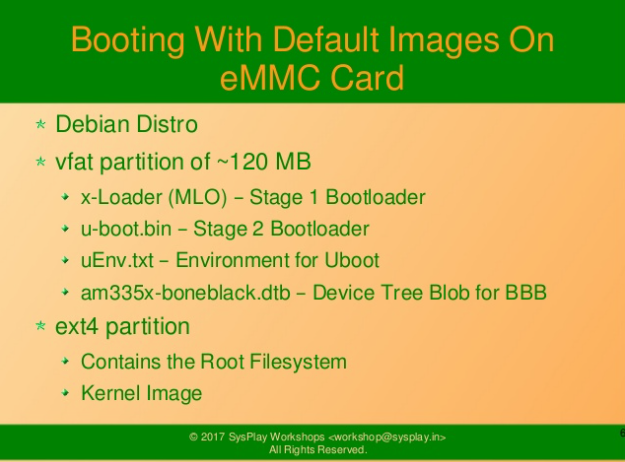 Booting With Default Images On
eMMC Card
Debian Distro
vfat partition of ~120 MB
x-Loader (MLO) – Stage 1 Bootloader
u-boot.bin – Stage 2 Bootloader
uEnv.txt – Environment for Uboot
am335x-boneblack.dtb – Device Tree Blob for BBB
ext4 partition
Contains the Root Filesystem
Kernel Image
© 2017 SysPlay Workshops <workshop@sysplay.in>
All Rights Reserved.